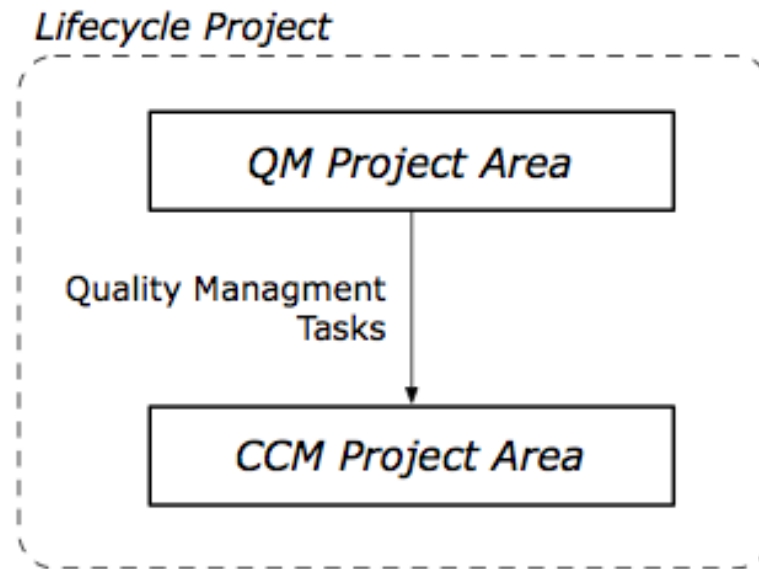 Lifecycle Project
QM Project Area
Quality Managment
Tasks
CCM Project Area